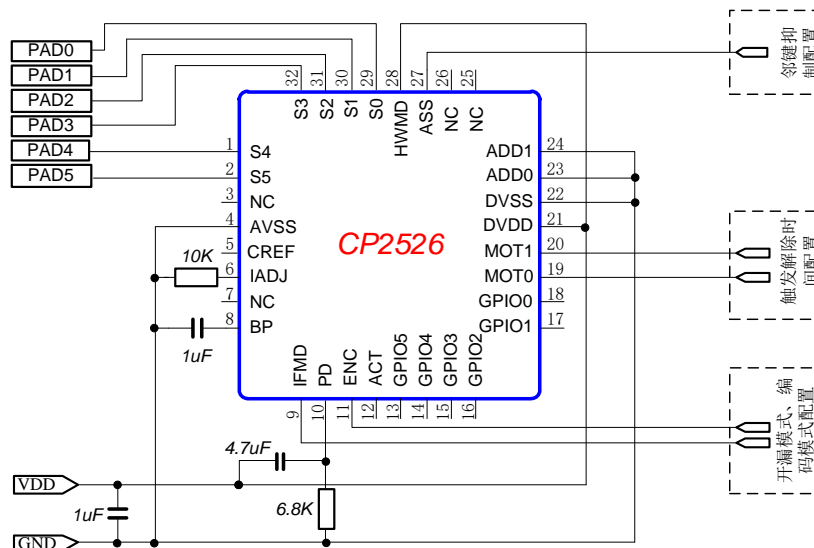 PAD0
PAD1
PAD2
PAD3
PAD4
PAD5
32
31
30
29
28
27
26
25
S3
S2
S1
S0
HWMD
ASS
NC
NC
1
2
3
4
5
6
7
8
S4
S5
NC
AVSS
CREF
IADJ
NC
BP
CP2526
ADD1
ADD0
DVSS
DVDD
MOT1
MOT0
GPIO0
GPIO1
24
23
22
21
20
19
18
17
IFMD
PD
ENC
ACT
GPIO5
GPIO4
GPIO3
GPIO2
9
10
11
12
13
14
15
16
10K
1uF
4.7uF
6.8K
1uF
VDD
GND
邻键抑
制配置
触发解除时
间配置
开漏模式、编
码模式配置